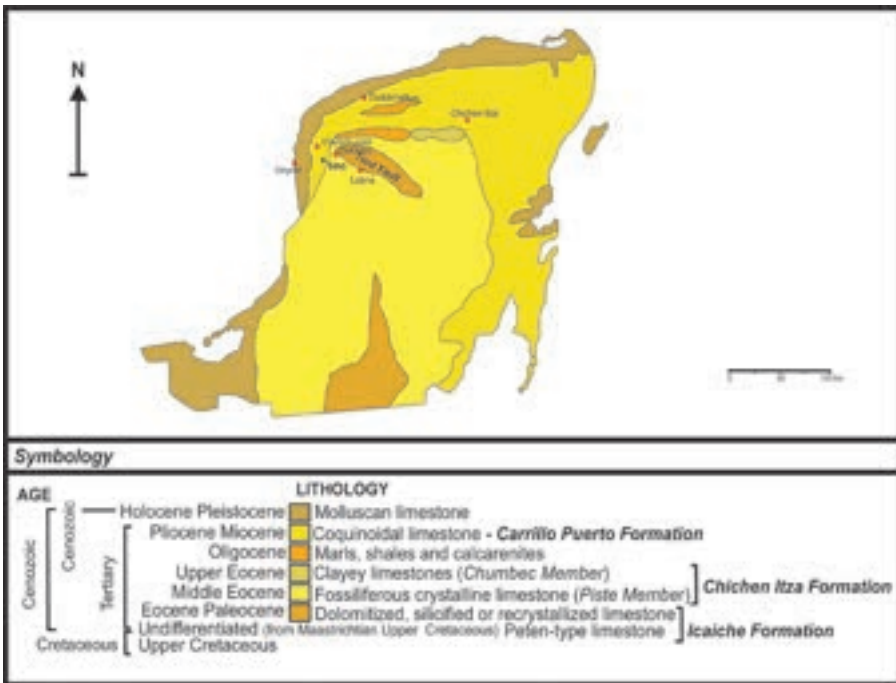 N
Chichen Itza
Labna
Symbology
AGE
LITHOLOGY
Holocene Pleistocene Molluscan limestone
Pliocene Miocene Coquinoidal limestone - Carrillo Puerto Formation
Oligocene Marls, shales and calcarenites
Upper Eocene Clayey limestones (Chumbec Member)
Middle Eocene Fossiliferous crystalline limestone (Piste Member)
Chichen Itza Formation
Eocene Paleocene Dolomitized, silicified or recrystallized limestone
Undifferentiated (from Maastrichtian Upper Cretaceous) Peten-type limestone
Icaiche Formation
Cretaceous Upper Cretaceous
Cenozoic
Cenozoic
Tertiary